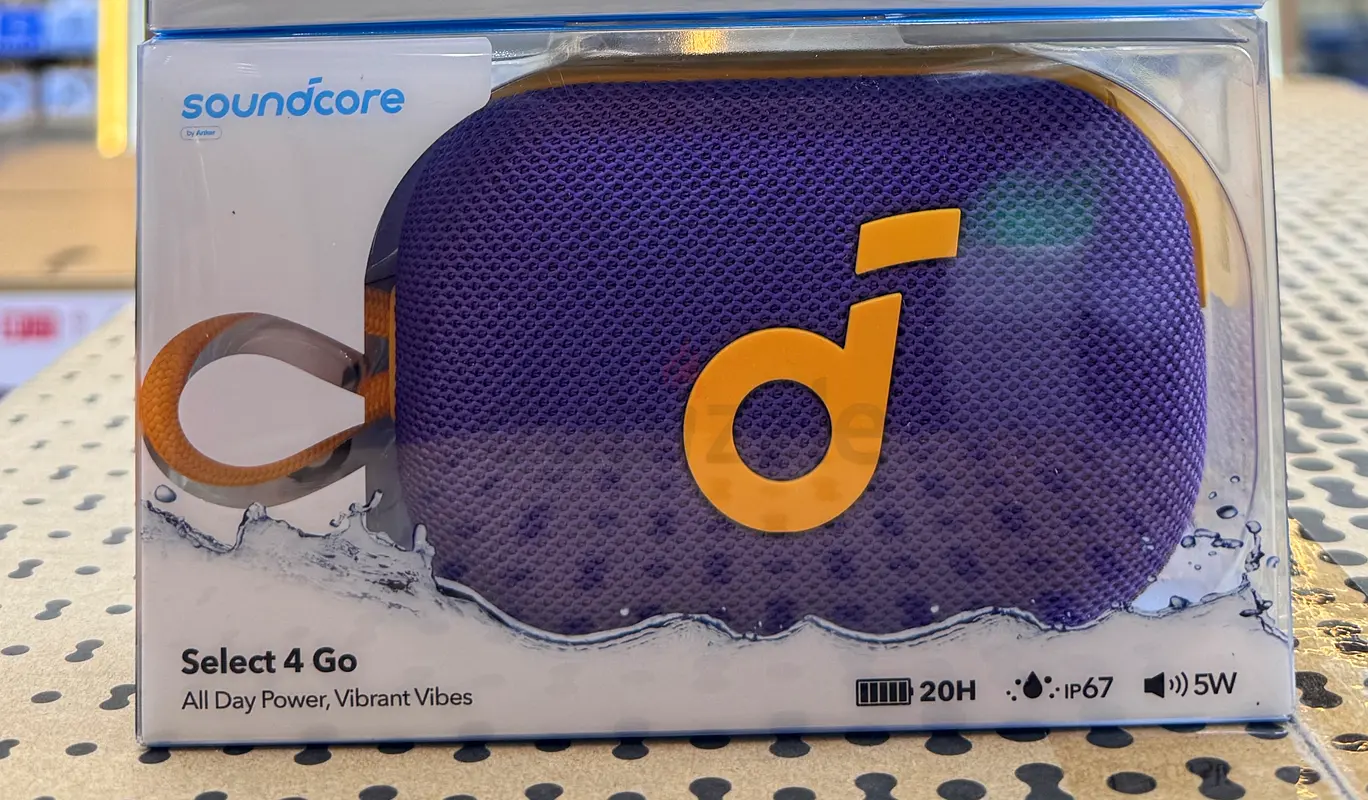 soundcore
by Anker
Select 4 Go
All Day Power, Vibrant Vibes
20H
IP67
5W